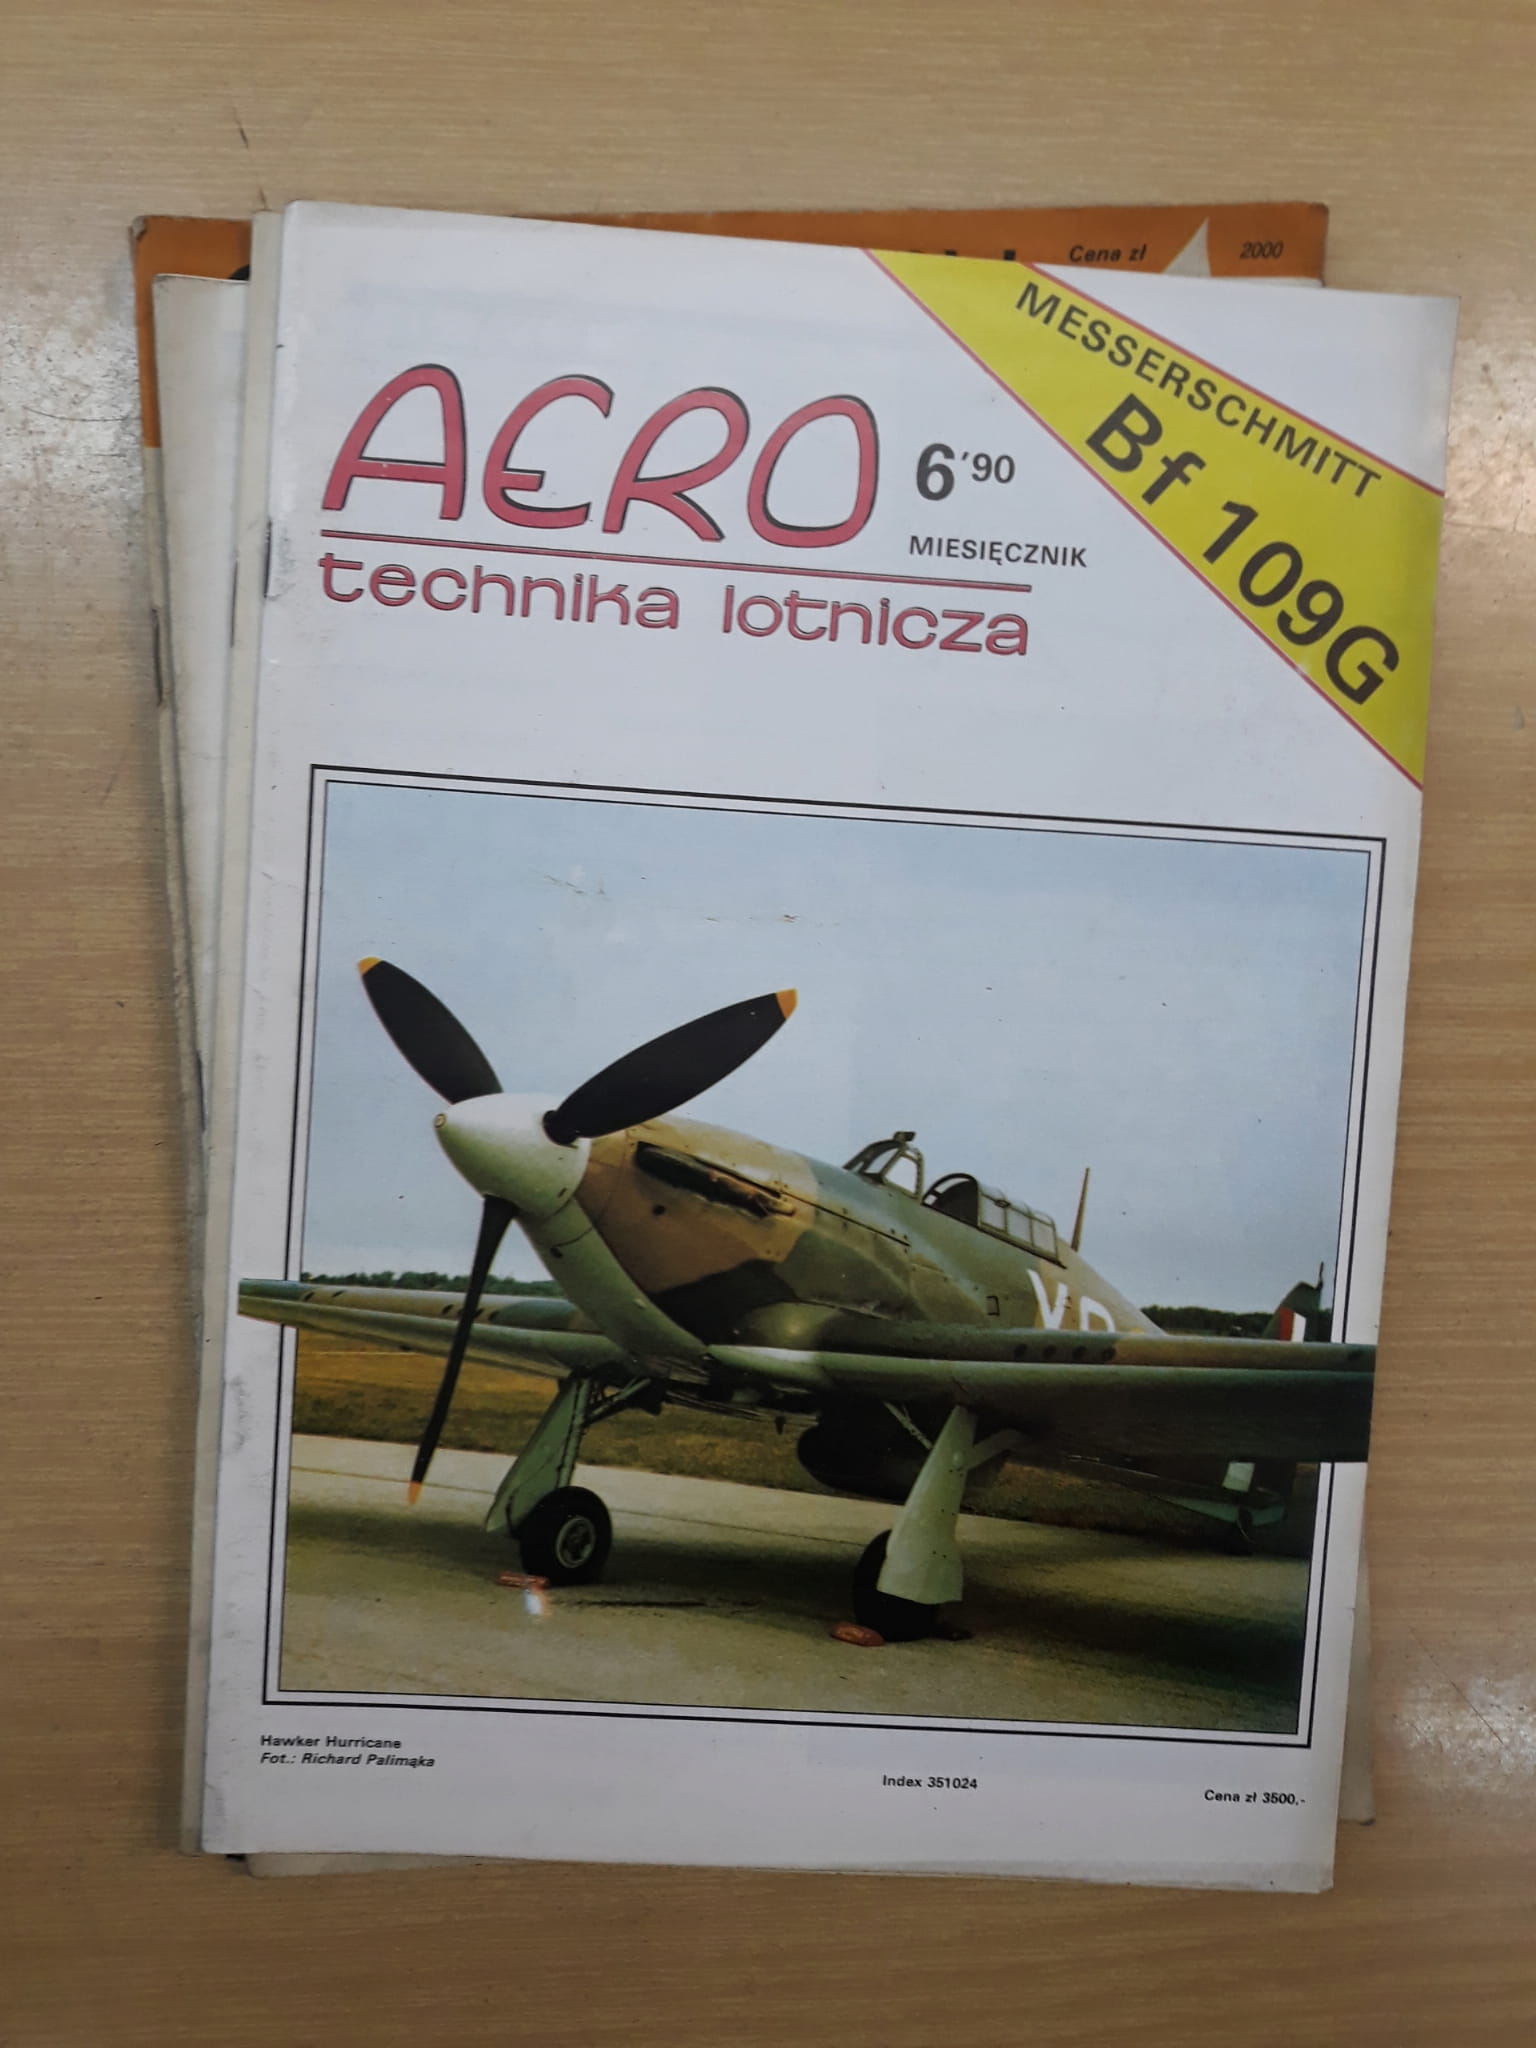 Cena zł 2000
MESSERSCHMITT
Bf 109G
AERO
6'90
MIESIĘCZNIK
technika lotnicza
Hawker Hurricane
Fot.: Richard Palimąka
Index 351024
Cena zł 3500,-